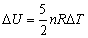 ΔU = 5/2 nRΔT